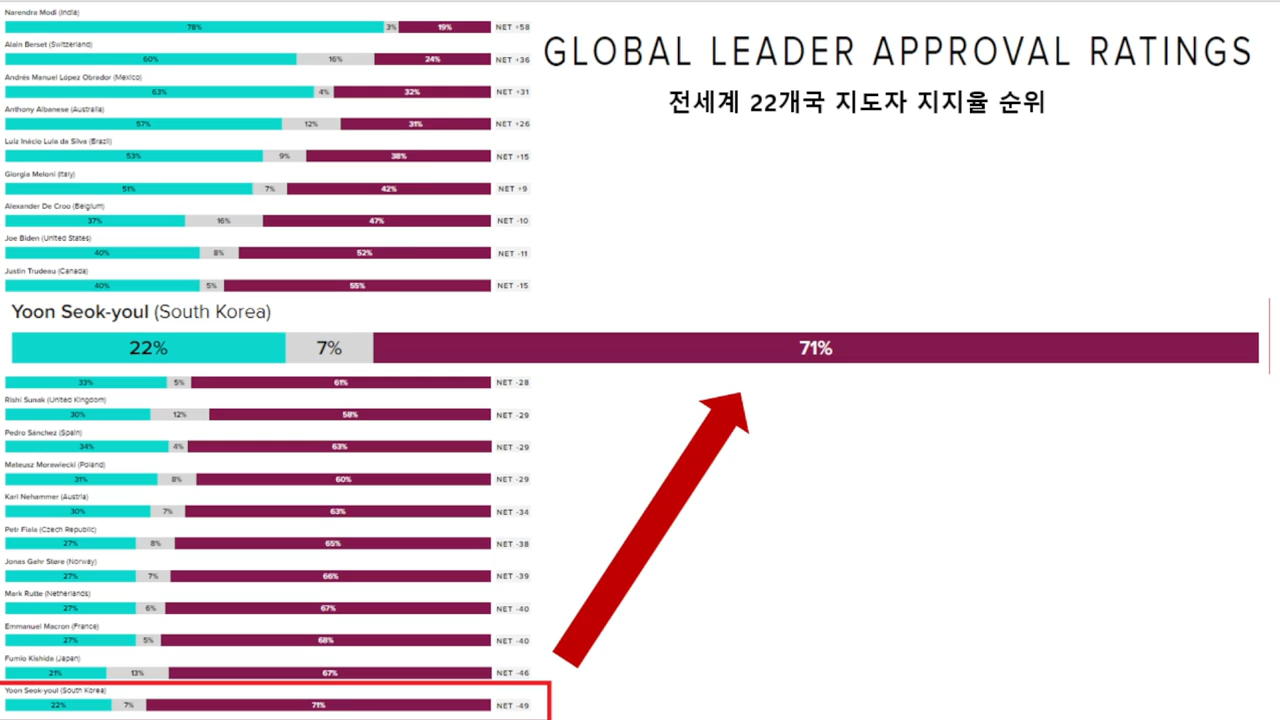 GLOBAL LEADER APPROVAL RATINGS
전세계 22개국 지도자 지지율 순위
Narendra Modi (India)
78% 3% 19% NET +58
Alain Berset (Switzerland)
60% 16% 24% NET +36
Andrés Manuel López Obrador (Mexico)
63% 4% 32% NET +31
Anthony Albanese (Australia)
57% 12% 31% NET +26
Luiz Inácio Lula da Silva (Brazil)
53% 9% 38% NET +15
Giorgia Meloni (Italy)
51% 7% 42% NET +9
Alexander De Croo (Belgium)
37% 16% 47% NET -10
Joe Biden (United States)
40% 8% 52% NET -11
Justin Trudeau (Canada)
40% 5% 55% NET -15
Yoon Seok-youl (South Korea)
22% 7% 71%
33% 5% 61% NET -28
Rishi Sunak (United Kingdom)
30% 12% 58% NET -29
Pedro Sánchez (Spain)
34% 4% 63% NET -29
Mateusz Morawiecki (Poland)
31% 8% 60% NET -29
Karl Nehammer (Austria)
30% 7% 63% NET -34
Petr Fiala (Czech Republic)
27% 8% 65% NET -38
Jonas Gahr Støre (Norway)
27% 7% 66% NET -39
Mark Rutte (Netherlands)
27% 6% 67% NET -40
Emmanuel Macron (France)
27% 5% 68% NET -40
Fumio Kishida (Japan)
21% 13% 67% NET -46
Yoon Seok-youl (South Korea)
22% 7% 71% NET -49